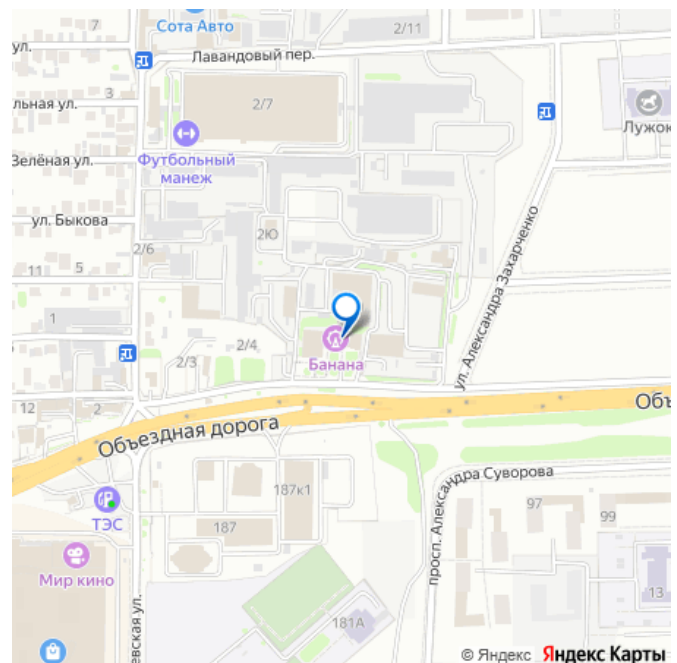 7
Сота Авто
2/11
ул.
Лавандовый пер.
3
льная ул.
2/7
Лужок
Футбольный
манеж
Зелёная ул.
ул. Быкова
2Ю
2/6
11
5
ул. Александра Захарченко
1
2/4
2/3
Банана
12
2
Объ
Объездная дорога
просп. Александра Суворова
187к1
97
99
ТЭС
187
Мир кино
13
181А
евская ул.
© Яндекс Яндекс Карты